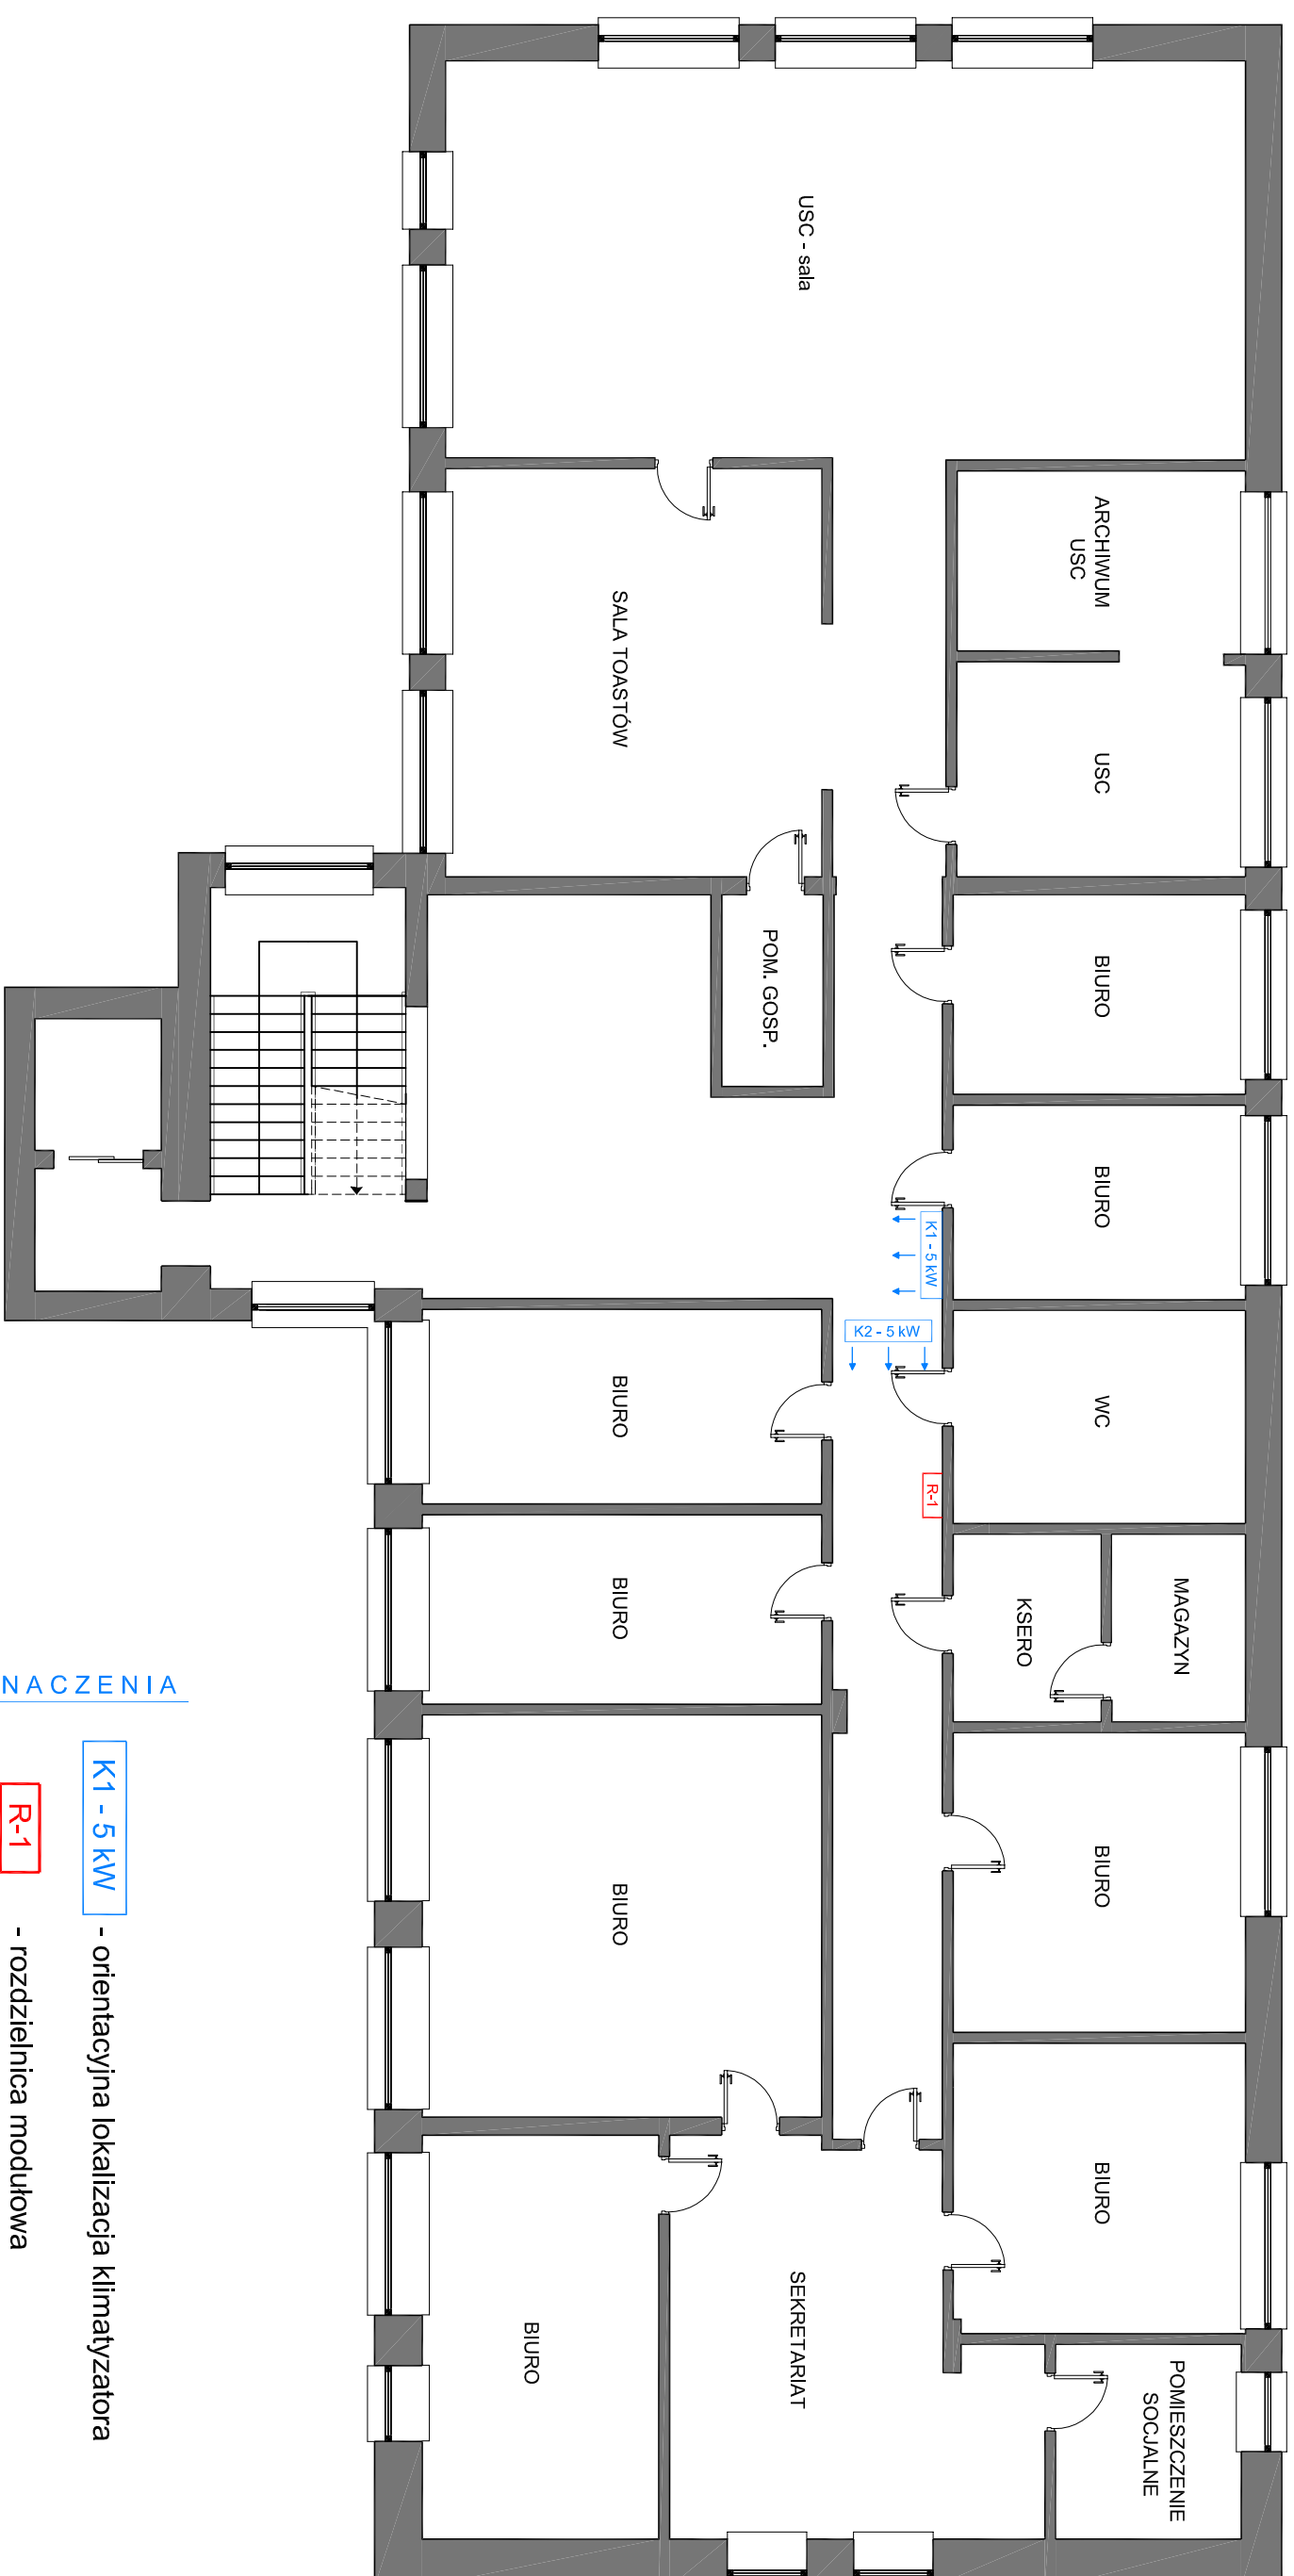 USC - sala
ARCHIWUM
USC
SALA TOASTÓW
USC
POM. GOSP.
BIURO
BIURO
K1 - 5 kW
K2 - 5 kW
WC
R-1
BIURO
BIURO
KSERO
MAGAZYN
BIURO
BIURO
BIURO
BIURO
SEKRETARIAT
POMIESZCZENIE
SOCJALNE
NACZENIA
K1 - 5 kW - orientacyjna lokalizacja klimatyzatora
R-1 - rozdzielnica modułowa